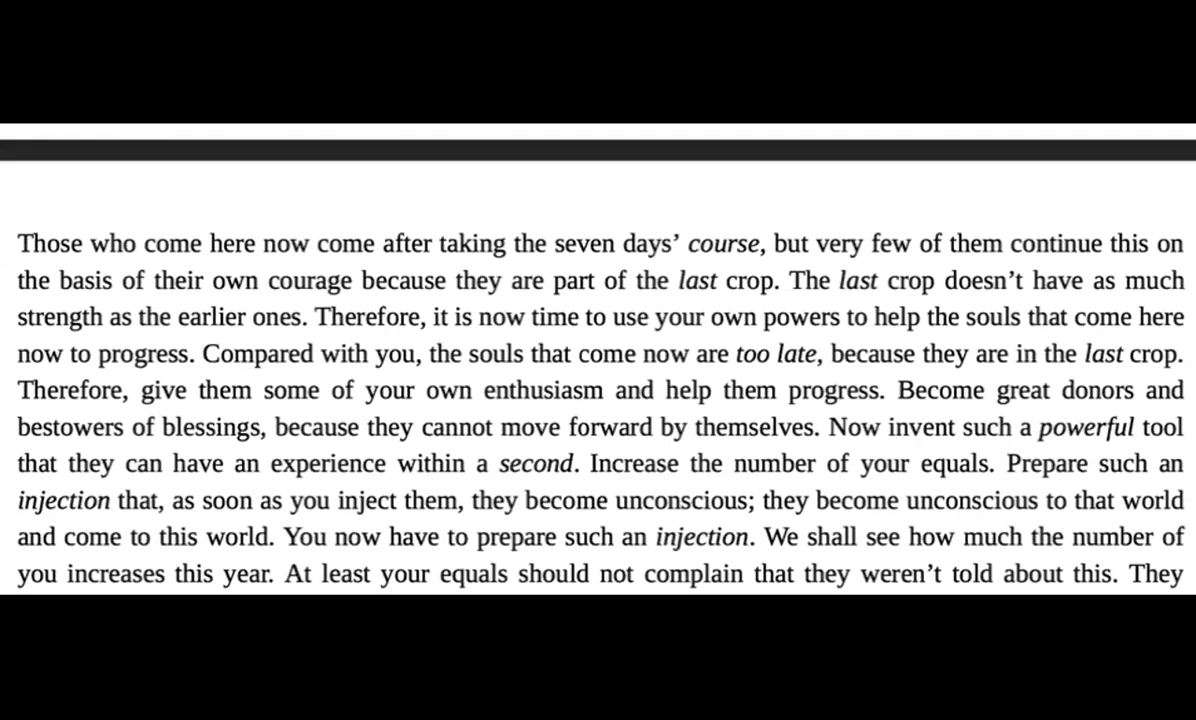 Those who come here now come after taking the seven days’ course, but very few of them continue this on
the basis of their own courage because they are part of the last crop. The last crop doesn’t have as much
strength as the earlier ones. Therefore, it is now time to use your own powers to help the souls that come here
now to progress. Compared with you, the souls that come now are too late, because they are in the last crop.
Therefore, give them some of your own enthusiasm and help them progress. Become great donors and
bestowers of blessings, because they cannot move forward by themselves. Now invent such a powerful tool
that they can have an experience within a second. Increase the number of your equals. Prepare such an
injection that, as soon as you inject them, they become unconscious; they become unconscious to that world
and come to this world. You now have to prepare such an injection. We shall see how much the number of
you increases this year. At least your equals should not complain that they weren’t told about this. They